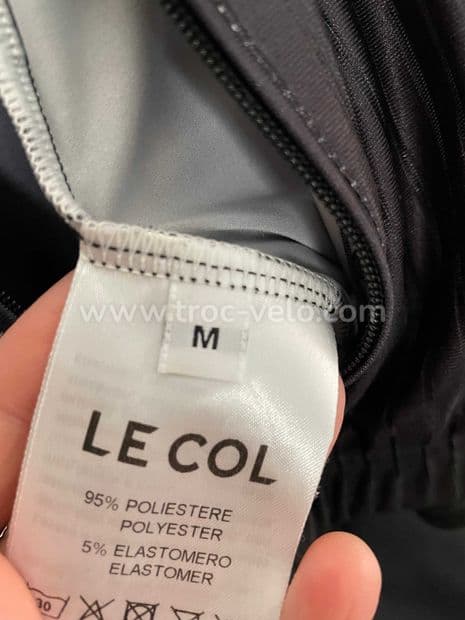 www.troc-velo.com
M
LE COL
95% POLIESTERE
POLYESTER
5% ELASTOMERO
ELASTOMER
30